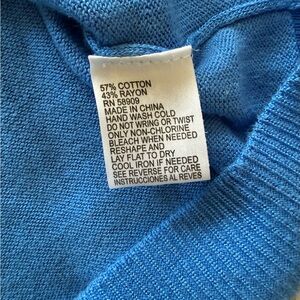 57% COTTON
43% RAYON
RN 58909
MADE IN CHINA
HAND WASH COLD
DO NOT WRING OR TWIST
ONLY NON-CHLORINE
BLEACH WHEN NEEDED
RESHAPE AND
LAY FLAT TO DRY
COOL IRON IF NEEDED
SEE REVERSE FOR CARE
INSTRUCCIONES AL REVES